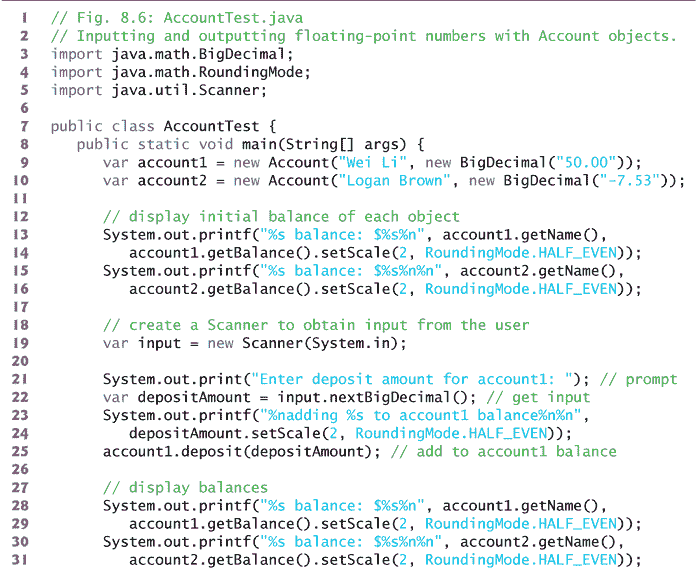 1 // Fig. 8.6: AccountTest.java
2 // Inputting and outputting floating-point numbers with Account objects.
3 import java.math.BigDecimal;
4 import java.math.RoundingMode;
5 import java.util.Scanner;
6
7 public class AccountTest {
8 public static void main(String[] args) {
9 var account1 = new Account("Wei Li", new BigDecimal("50.00"));
10 var account2 = new Account("Logan Brown", new BigDecimal("-7.53"));
11
12 // display initial balance of each object
13 System.out.printf("%s balance: $%s%n", account1.getName(),
14 account1.getBalance().setScale(2, RoundingMode.HALF_EVEN));
15 System.out.printf("%s balance: $%s%n%n", account2.getName(),
16 account2.getBalance().setScale(2, RoundingMode.HALF_EVEN));
17
18 // create a Scanner to obtain input from the user
19 var input = new Scanner(System.in);
20
21 System.out.print("Enter deposit amount for account1: "); // prompt
22 var depositAmount = input.nextBigDecimal(); // get input
23 System.out.printf("%nadding %s to account1 balance%n%n",
24 depositAmount.setScale(2, RoundingMode.HALF_EVEN));
25 account1.deposit(depositAmount); // add to account1 balance
26
27 // display balances
28 System.out.printf("%s balance: $%s%n", account1.getName(),
29 account1.getBalance().setScale(2, RoundingMode.HALF_EVEN));
30 System.out.printf("%s balance: $%s%n%n", account2.getName(),
31 account2.getBalance().setScale(2, RoundingMode.HALF_EVEN));